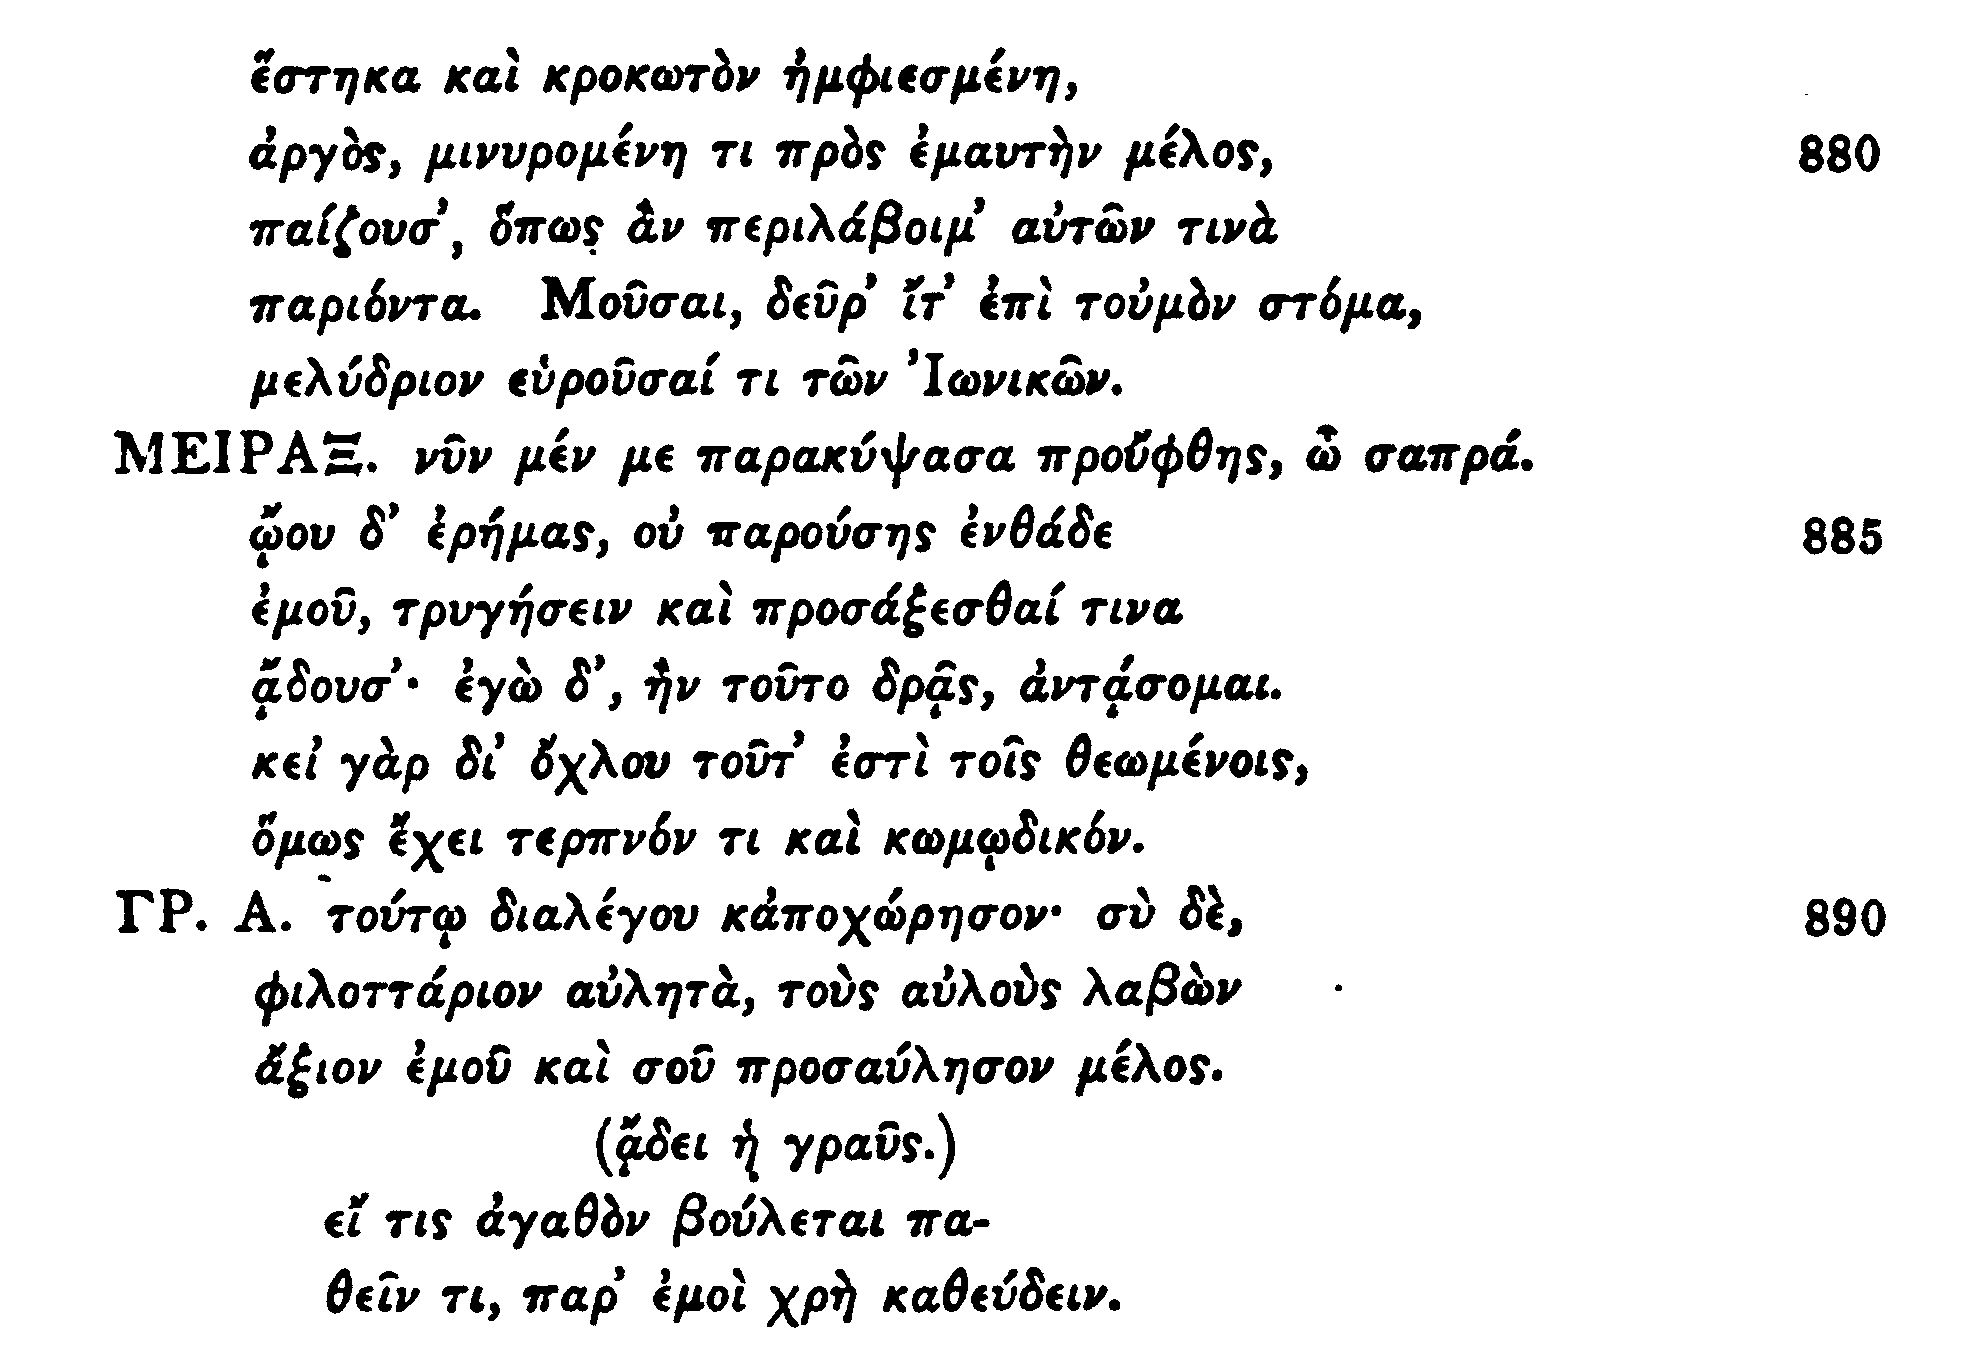 ἕστηκα καὶ κροκωτὸν ἠμφιεσμένη,
ἀργὸς, μινυρομένη τι πρὸς ἐμαυτὴν μέλος, 880
παίζουσ’, ὅπως ἂν περιλάβοιμ’ αὐτῶν τινὰ
παριόντα. Μοῦσαι, δεῦρ’ ἴτ’ ἐπὶ τοὐμὸν στόμα,
μελύδριον εὑροῦσαί τι τῶν Ἰωνικῶν.
ΜΕΙΡΑΞ. νῦν μέν με παρακύψασα προὔφθης, ὦ σαπρά.
ᾤου δ’ ἐρήμας, οὐ παρούσης ἐνθάδε 885
ἐμοῦ, τρυγήσειν καὶ προσάξεσθαί τινα
ᾄδουσ’· ἐγὼ δ’, ἢν τοῦτο δρᾷς, ἀντᾴσομαι.
κεἰ γὰρ δι’ ὄχλου τοῦτ’ ἐστὶ τοῖς θεωμένοις,
ὅμως ἔχει τερπνόν τι καὶ κωμῳδικόν.
ΓΡ. Α. τούτῳ διαλέγου κἀποχώρησον· σὺ δὲ, 890
φιλοττάριον αὐλητὰ, τοὺς αὐλοὺς λαβὼν
ἄξιον ἐμοῦ καὶ σοῦ προσαύλησον μέλος.
(ᾄδει ἡ γραῦς.)
εἴ τις ἀγαθὸν βούλεται πα-
θεῖν τι, παρ’ ἐμοὶ χρὴ καθεύδειν.